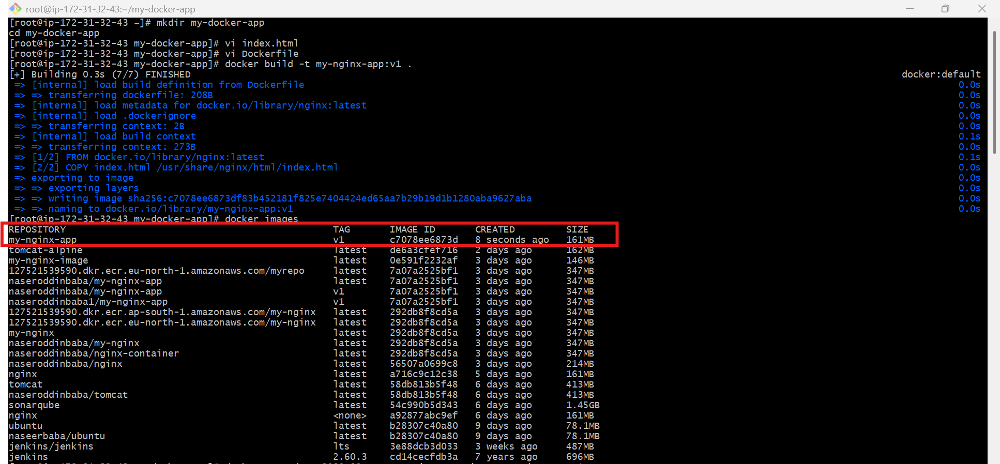 root@ip-172-31-32-43:~/my-docker-app
[root@ip-172-31-32-43 ~]# mkdir my-docker-app
cd my-docker-app
[root@ip-172-31-32-43 my-docker-app]# vi index.html
[root@ip-172-31-32-43 my-docker-app]# vi Dockerfile
[root@ip-172-31-32-43 my-docker-app]# docker build -t my-nginx-app:v1 .
[+] Building 0.3s (7/7) FINISHED docker:default
=> [internal] load build definition from Dockerfile 0.0s
=> => transferring dockerfile: 208B 0.0s
=> [internal] load metadata for docker.io/library/nginx:latest 0.0s
=> [internal] load .dockerignore 0.0s
=> => transferring context: 2B 0.0s
=> [internal] load build context 0.1s
=> => transferring context: 273B 0.0s
=> [1/2] FROM docker.io/library/nginx:latest 0.1s
=> [2/2] COPY index.html /usr/share/nginx/html/index.html 0.0s
=> exporting to image 0.0s
=> => exporting layers 0.0s
=> => writing image sha256:c7078ee6873df83b452181f825e7404424ed65aa7b29b19d1b1280aba9627aba 0.0s
=> => naming to docker.io/library/my-nginx-app:v1 0.0s
[root@ip-172-31-32-43 my-docker-app]# docker images
REPOSITORY TAG IMAGE ID CREATED SIZE
my-nginx-app v1 c7078ee6873d 8 seconds ago 161MB
tomcat-alpine latest de6a3cfef716 2 days ago 162MB
my-nginx-image latest 0e591f2232af 3 days ago 146MB
127521539590.dkr.ecr.eu-north-1.amazonaws.com/myrepo latest 7a07a2525bf1 3 days ago 347MB
naseroddinbaba/my-nginx-app latest 7a07a2525bf1 3 days ago 347MB
naseroddinbaba/my-nginx-app v1 7a07a2525bf1 3 days ago 347MB
naseroddinbaba1/my-nginx-app v1 7a07a2525bf1 3 days ago 347MB
127521539590.dkr.ecr.ap-south-1.amazonaws.com/my-nginx latest 292db8f8cd5a 3 days ago 347MB
127521539590.dkr.ecr.eu-north-1.amazonaws.com/my-nginx latest 292db8f8cd5a 3 days ago 347MB
my-nginx latest 292db8f8cd5a 3 days ago 347MB
naseroddinbaba/my-nginx latest 292db8f8cd5a 3 days ago 347MB
naseroddinbaba/nginx-container latest 292db8f8cd5a 3 days ago 347MB
naseroddinbaba/nginx latest 56507a0699c8 3 days ago 214MB
nginx latest a716c9c12c38 5 days ago 161MB
tomcat latest 58db813b5f48 6 days ago 413MB
naseroddinbaba/tomcat latest 58db813b5f48 6 days ago 413MB
sonarqube latest 54c990b5d343 6 days ago 1.45GB
nginx <none> a92877abc9ef 6 days ago 161MB
ubuntu latest b28307c40a80 9 days ago 78.1MB
naseerbaba/ubuntu latest b28307c40a80 9 days ago 78.1MB
jenkins/jenkins lts 3e88dcb3d033 3 weeks ago 487MB
jenkins 2.60.3 cd14cecfdb3a 7 years ago 696MB